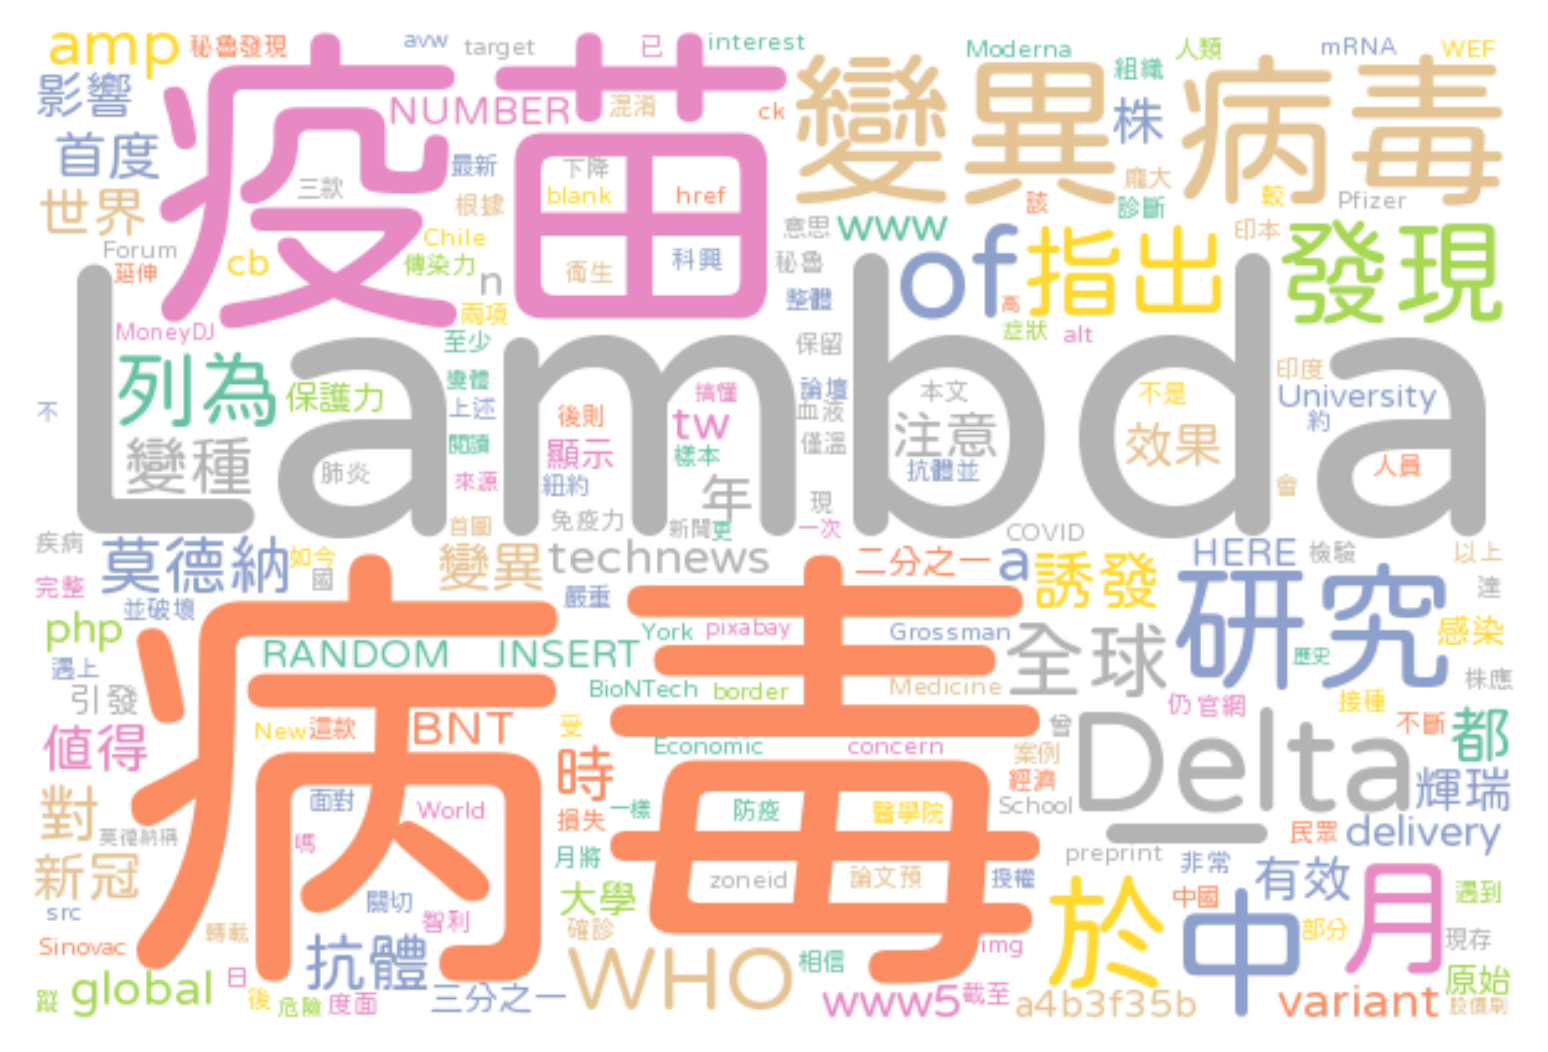 amp
秘魯發現
avw
target
已
interest
Moderna
組織
人類
mRNA
WEF
影響
疫苗
NUMBER
混淆
ck
變異病毒
株
首度
最新
下降
三款
blank
href
龐大
較
Pfizer
世界
根據
該
診斷
意思
www
of
指出
印本
發現
Forum
延伸
cb
Chile
傳染力
n
衛生
科興
秘魯
整體
高
兩項
症狀
alt
MoneyDJ
Lambda
至少
保留
列為
保護力
變體
上述
搞懂
論壇
血液
本文
不是
印度
University
約
不
後則
tw
注意
效果
變種
肺炎
閱讀
顯示
樣本
僅溫
抗體並
人員
來源
紐約
年
現
會
首圖
免疫力
新聞
更
一次
COVID
疾病
莫德納
如今
國
變異
technews
二分之一
a
誘發
HERE
檢驗
以上
完整
並破壞
嚴重
研究
達
php
病毒
RANDOM
INSERT
York
pixabay
Grossman
全球
歷史
感染
遇上
引發
BioNTech
border
Medicine
株應
仍
官網
接種
New
這款
BNT
受
曾
Delta
不斷
都
值得
時
Economic
concern
案例
經濟
School
輝瑞
對
面對
World
損失
一樣
防疫
醫學院
民眾
delivery
莫德納稱
嗎
月將
preprint
非常
新冠
zoneid
論文預
授權
有效
月
遇到
src
關切
智利
大學
確診
於
中國
中
部分
現存
Sinovac
轉載
抗體
WHO
相信
img
原始
global
日
後
危險
度面
三分之一
www5
截至
a4b3f35b
variant
股價刷